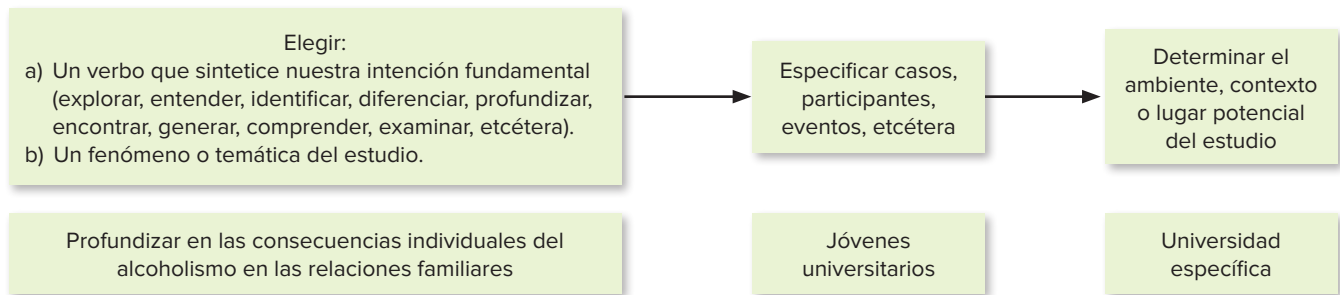 Elegir:
a) Un verbo que sintetice nuestra intención fundamental
(explorar, entender, identificar, diferenciar, profundizar,
encontrar, generar, comprender, examinar, etcétera).
b) Un fenómeno o temática del estudio.
Especificar casos,
participantes,
eventos, etcétera
Determinar el
ambiente, contexto
o lugar potencial
del estudio
Profundizar en las consecuencias individuales del
alcoholismo en las relaciones familiares
Jóvenes
universitarios
Universidad
específica